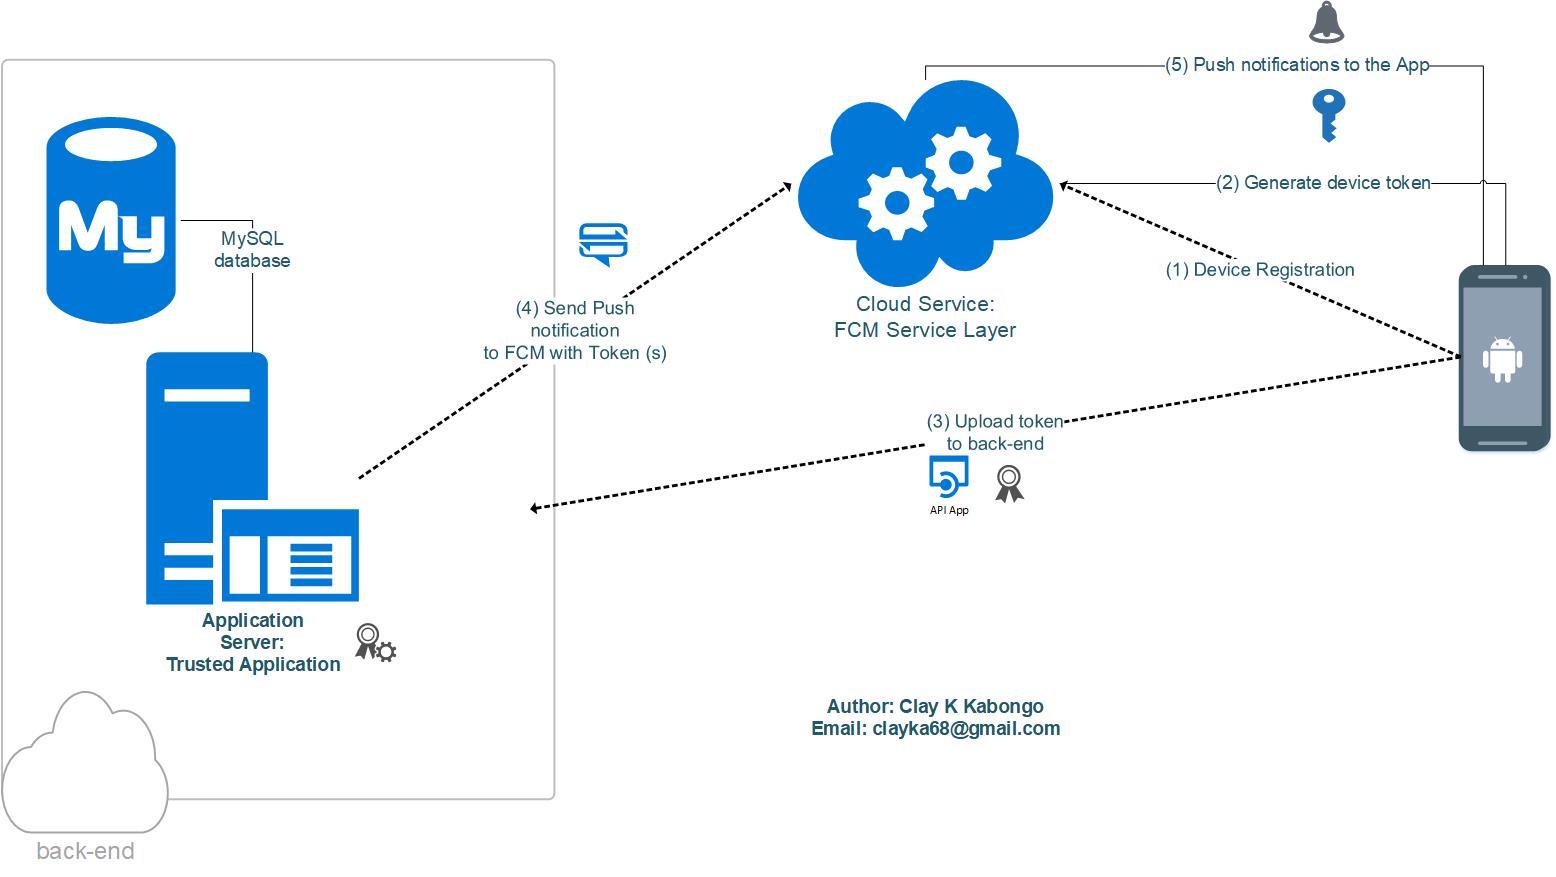 (5) Push notifications to the App
(2) Generate device token
My
MySQL
database
(1) Device Registration
(4) Send Push
notification
to FCM with Token (s)
Cloud Service:
FCM Service Layer
(3) Upload token
to back-end
API App
Application
Server:
Trusted Application
Author: Clay K Kabongo
Email: clayka68@gmail.com
back-end